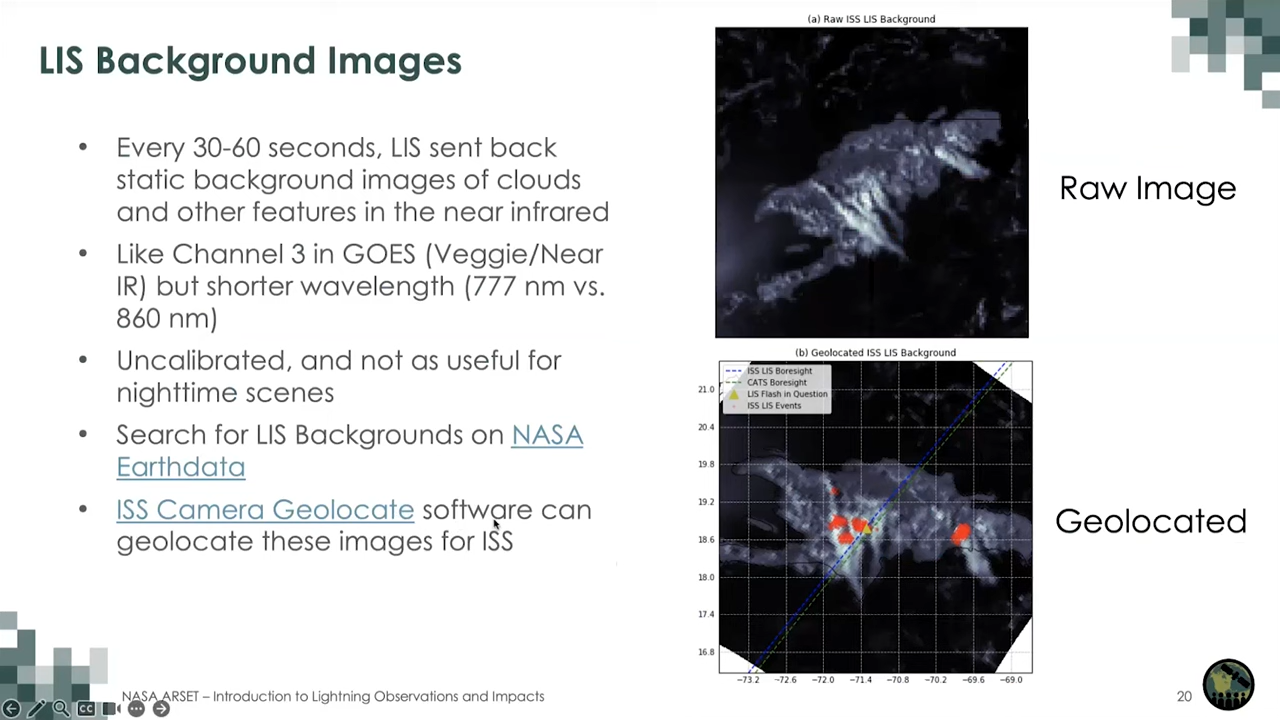 LIS Background Images
• Every 30-60 seconds, LIS sent back
static background images of clouds
and other features in the near infrared
• Like Channel 3 in GOES (Veggie/Near
IR) but shorter wavelength (777 nm vs.
860 nm)
• Uncalibrated, and not as useful for
nighttime scenes
• Search for LIS Backgrounds on NASA
Earthdata
• ISS Camera Geolocate software can
geolocate these images for ISS
(a) Raw ISS LIS Background
Raw Image
(b) Geolocated ISS LIS Background
ISS LIS Boresight
CATS Boresight
LIS Flash in Question
ISS LIS Events
21.0
20.4
19.8
19.2
18.6
18.0
17.4
16.8
−73.2 −72.6 −72.0 −71.4 −70.8 −70.2 −69.6 −69.0
Geolocated
NASA ARSET – Introduction to Lightning Observations and Impacts
20
CC